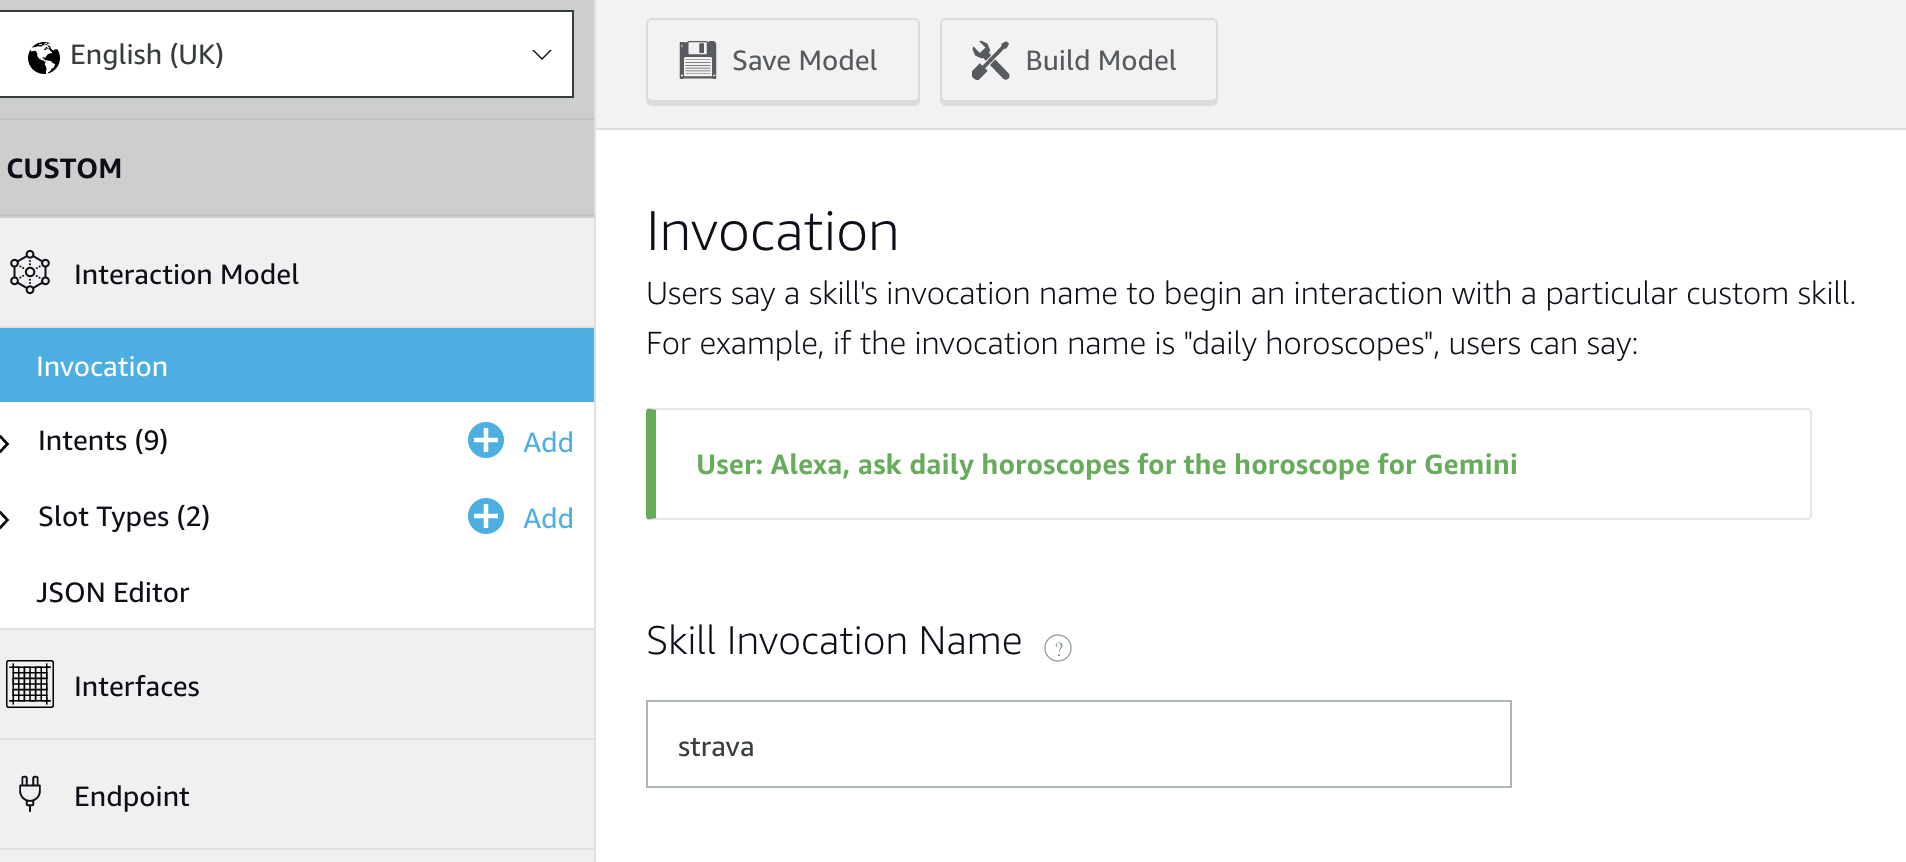 English (UK)
Save Model
Build Model
CUSTOM
Interaction Model
Invocation
Intents (9)
Add
Slot Types (2)
Add
JSON Editor
Interfaces
Endpoint
Invocation
Users say a skill's invocation name to begin an interaction with a particular custom skill.
For example, if the invocation name is "daily horoscopes", users can say:
User: Alexa, ask daily horoscopes for the horoscope for Gemini
Skill Invocation Name ?
strava